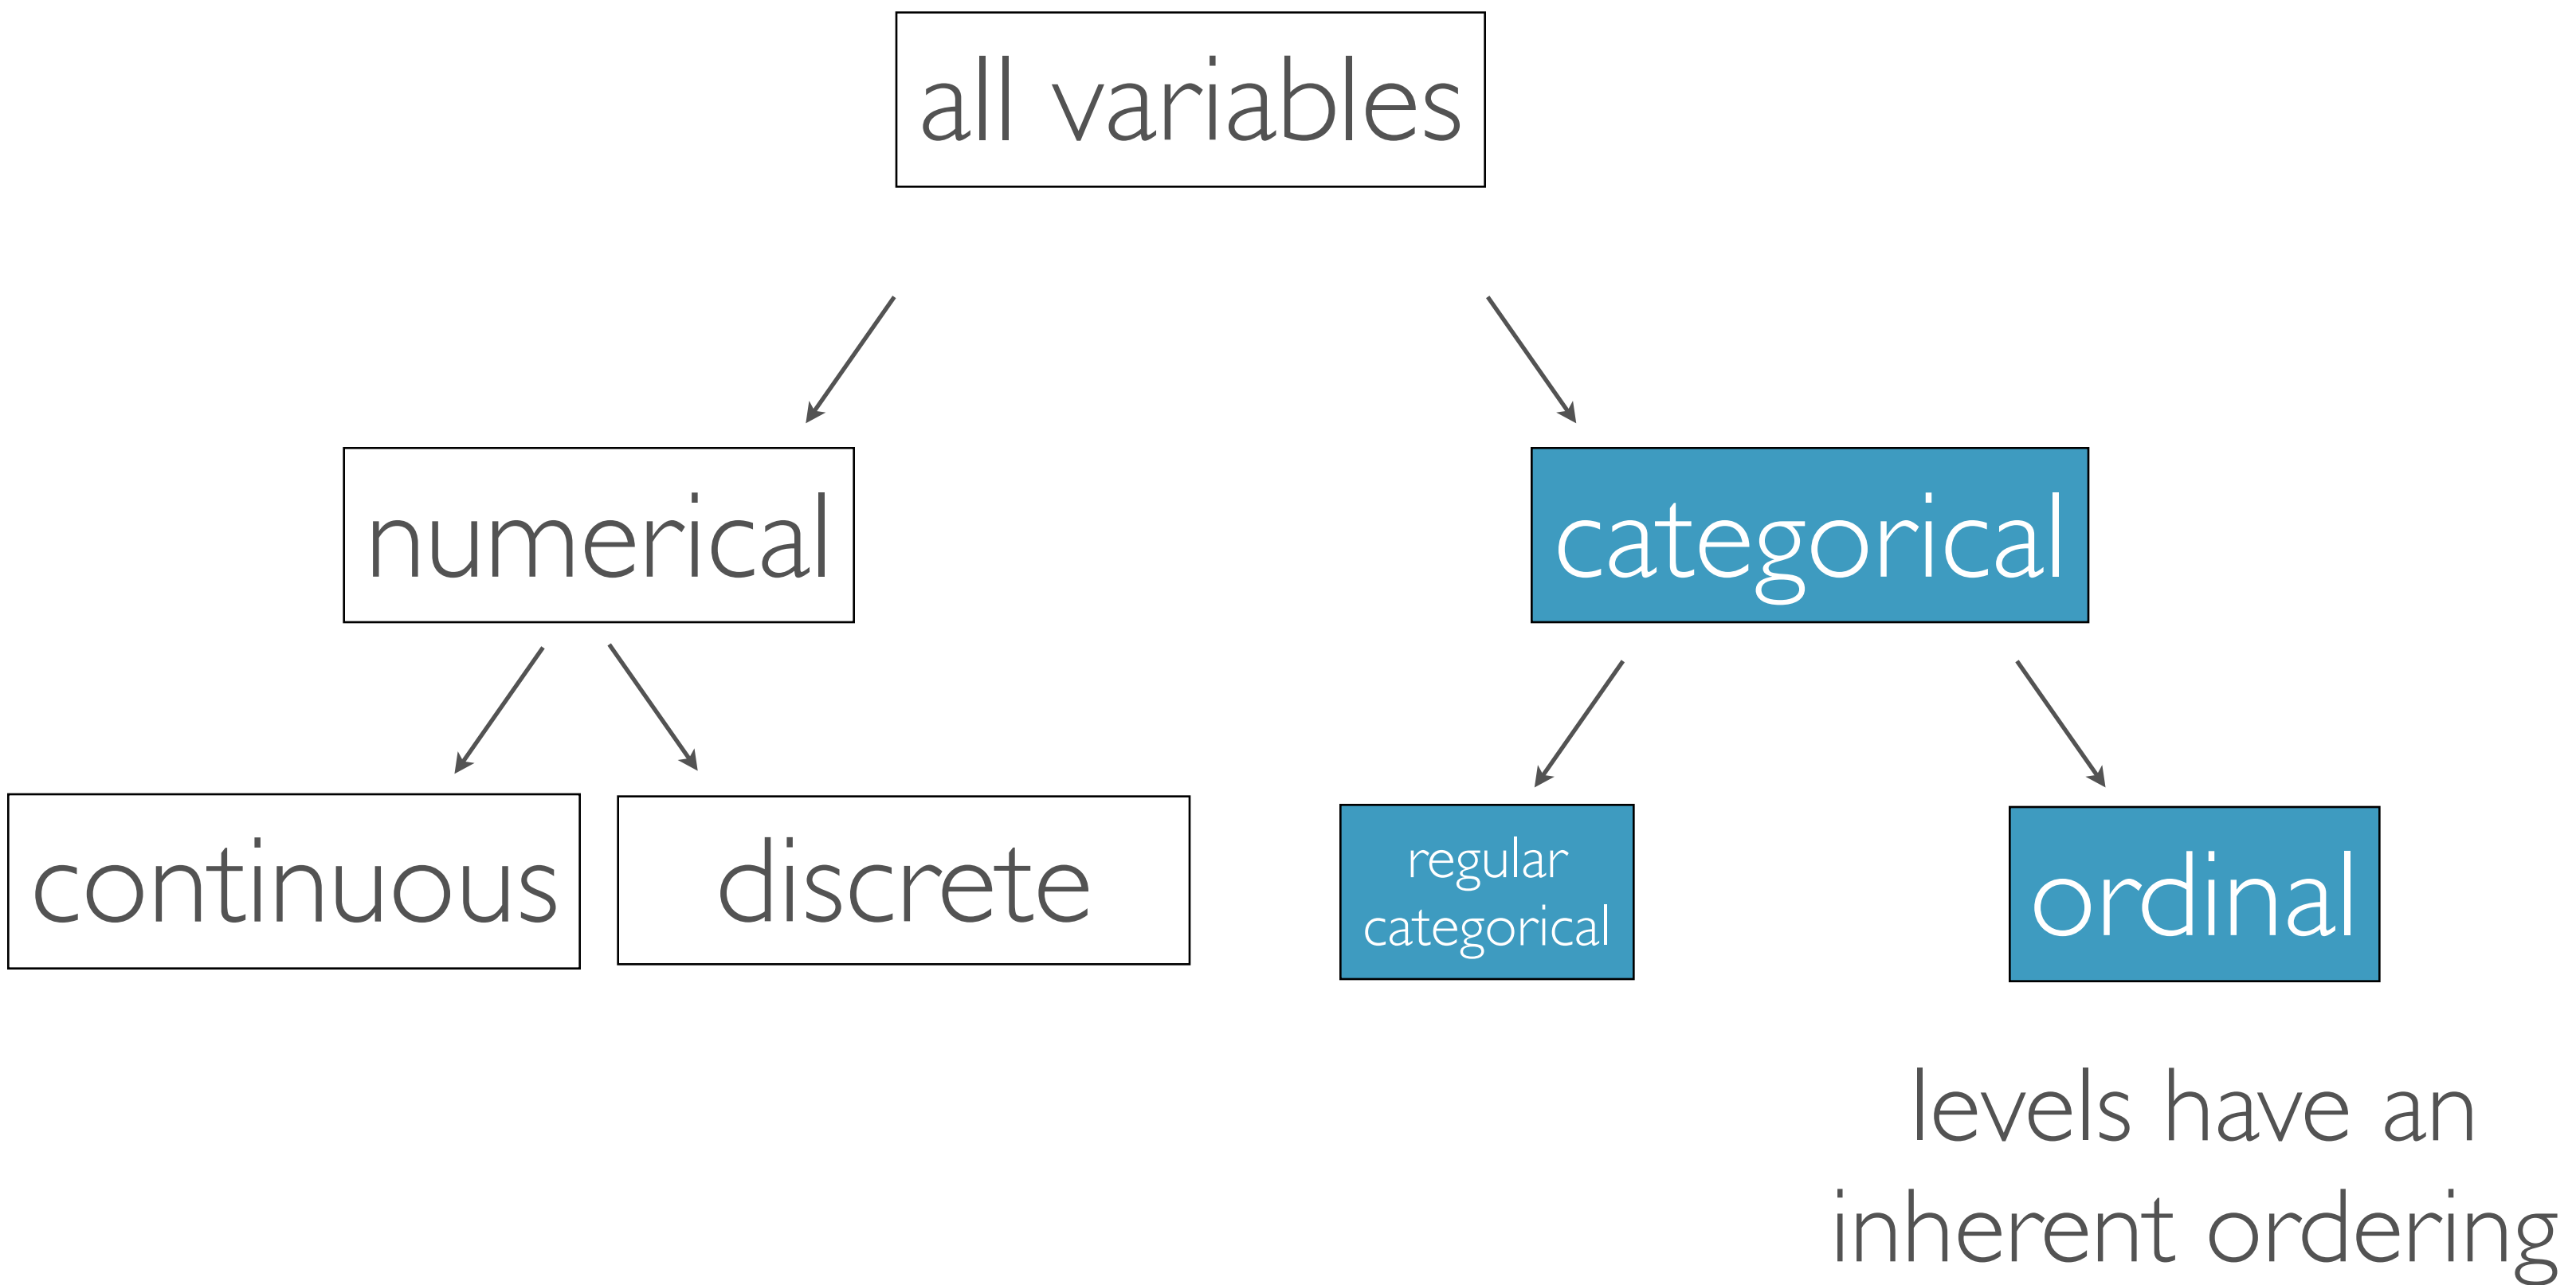 all variables
numerical
categorical
continuous
discrete
regular
categorical
ordinal
levels have an
inherent ordering